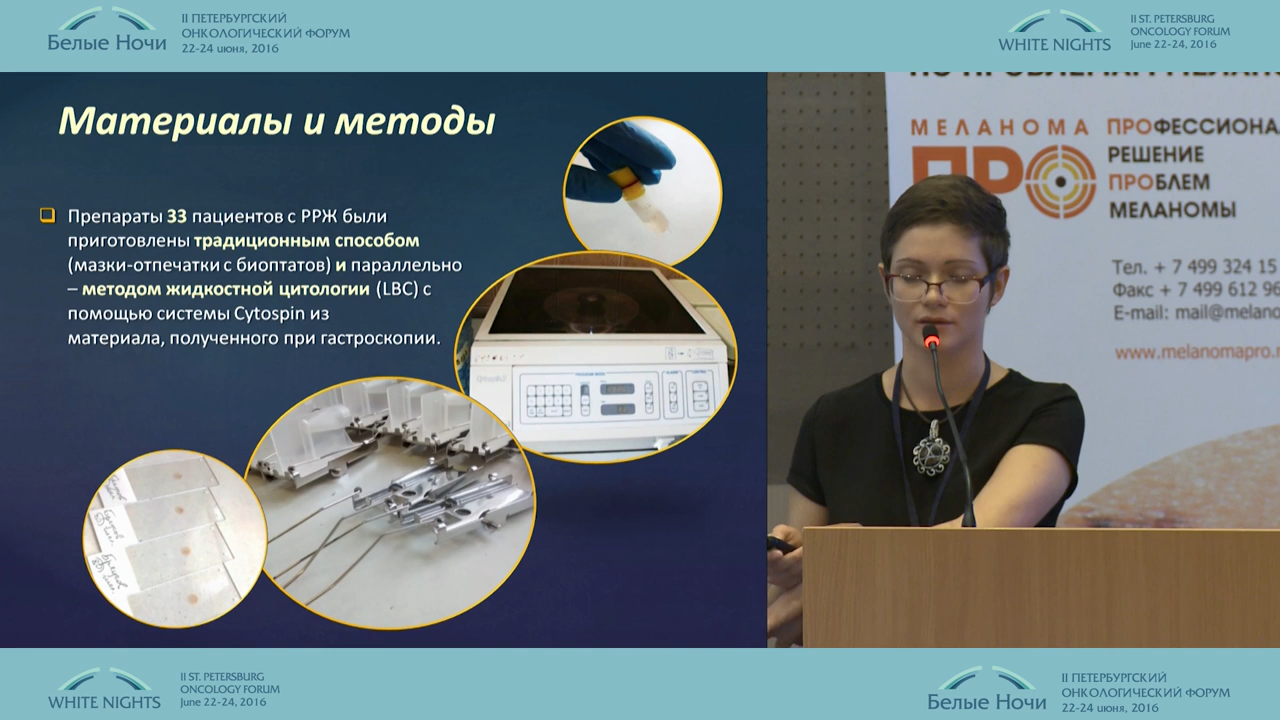 Белые Ночи
II ПЕТЕРБУРГСКИЙ
ОНКОЛОГИЧЕСКИЙ ФОРУМ
22-24 июня, 2016
WHITE NIGHTS
II ST. PETERSBURG
ONCOLOGY FORUM
June 22-24, 2016
Материалы и методы
Препараты 33 пациентов с РРЖ были
приготовлены традиционным способом
(мазки-отпечатки с биоптатов) и параллельно
– методом жидкостной цитологии (LBC) с
помощью системы Cytospin из
материала, полученного при гастроскопии.
МЕЛАНОМА
ПРО
ПРОФЕССИОНА
РЕШЕНИЕ
ПРОБЛЕМ
МЕЛАНОМЫ
Тел. + 7 499 324 15
Факс + 7 499 612 96
E-mail: mail@melano
www.melanomapro.r
WHITE NIGHTS
II ST. PETERSBURG
ONCOLOGY FORUM
June 22-24, 2016
Белые Ночи
II ПЕТЕРБУРГСКИЙ
ОНКОЛОГИЧЕСКИЙ ФОРУМ
22-24 июня, 2016